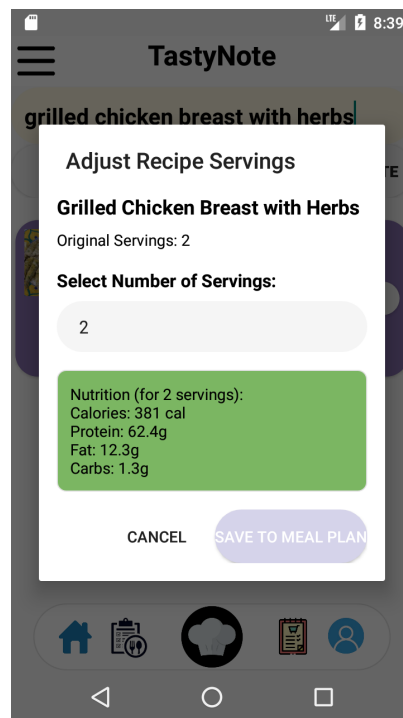 LTE 8:39
TastyNote
grilled chicken breast with herbs
TE
Adjust Recipe Servings
Grilled Chicken Breast with Herbs
Original Servings: 2
Select Number of Servings:
2
Nutrition (for 2 servings):
Calories: 381 cal
Protein: 62.4g
Fat: 12.3g
Carbs: 1.3g
CANCEL SAVE TO MEAL PLAN